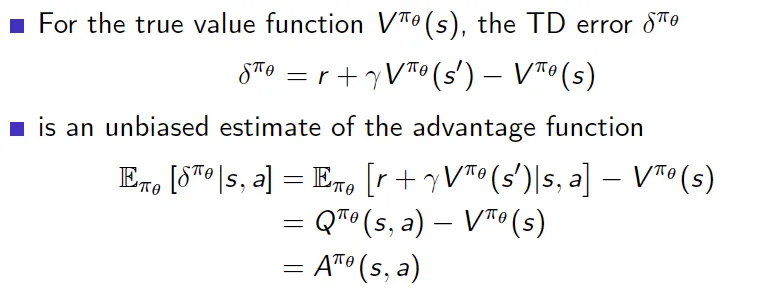 ■ For the true value function V^{π_θ}(s), the TD error δ^{π_θ}
δ^{π_θ} = r + γV^{π_θ}(s′) − V^{π_θ}(s)
■ is an unbiased estimate of the advantage function
𝔼_{π_θ} [δ^{π_θ}|s, a] = 𝔼_{π_θ} [r + γV^{π_θ}(s′)|s, a] − V^{π_θ}(s)
= Q^{π_θ}(s, a) − V^{π_θ}(s)
= A^{π_θ}(s, a)